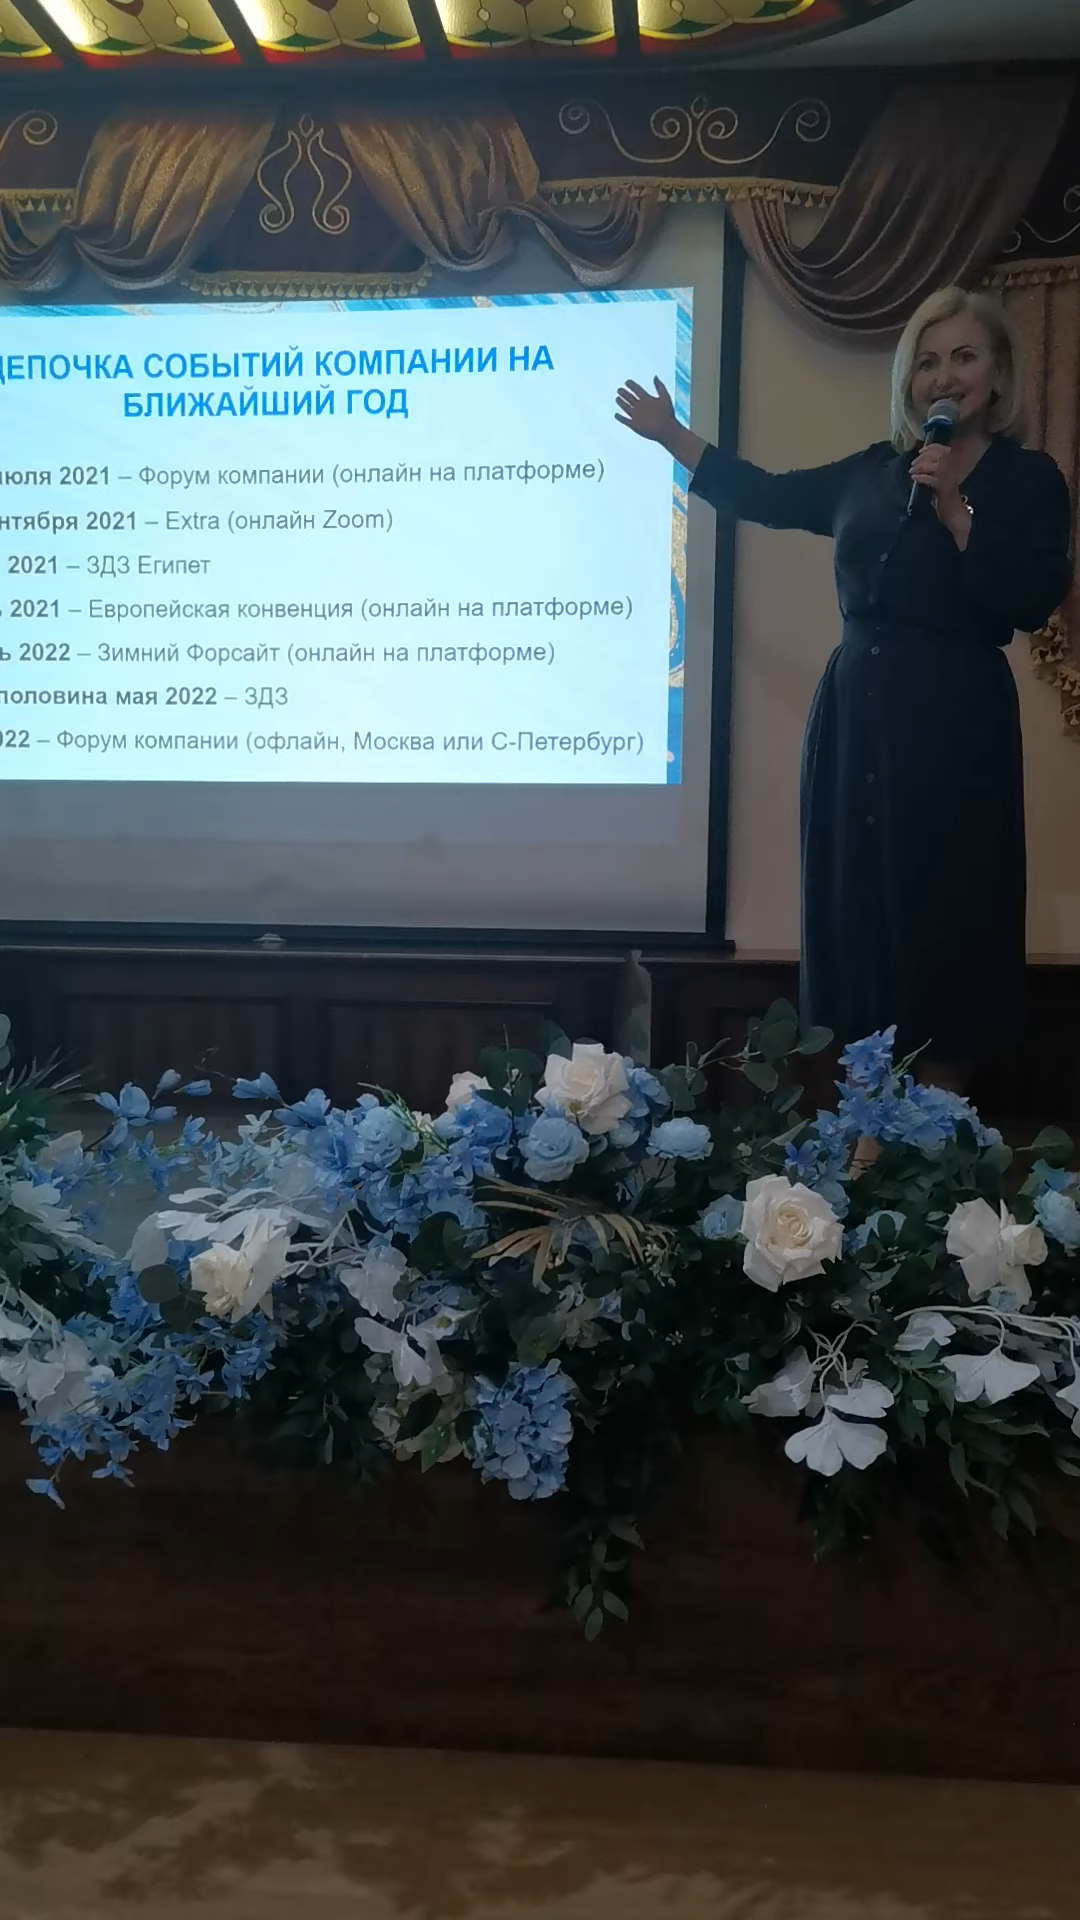 ЦЕПОЧКА СОБЫТИЙ КОМПАНИИ НА
БЛИЖАЙШИЙ ГОД
июля 2021 – Форум компании (онлайн на платформе)
2021 – Extra (онлайн Zoom)
2021 – ЗДЗ Египет
2021 – Европейская конвенция (онлайн на платформе)
2022 – Зимний Форсайт (онлайн на платформе)
половина мая 2022 – ЗДЗ
– Форум компании (офлайн, Москва или С-Петербург)